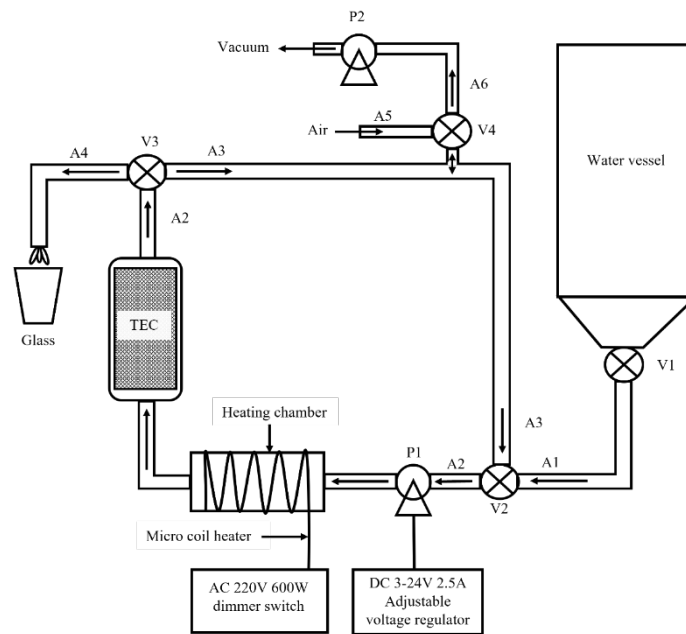 P2
Vacuum
A6
A5
Air
V4
V3
A4
A3
Water vessel
A2
TEC
Glass
V1
Heating chamber
A3
P1
A2
A1
V2
Micro coil heater
AC 220V 600W
dimmer switch
DC 3-24V 2.5A
Adjustable
voltage regulator